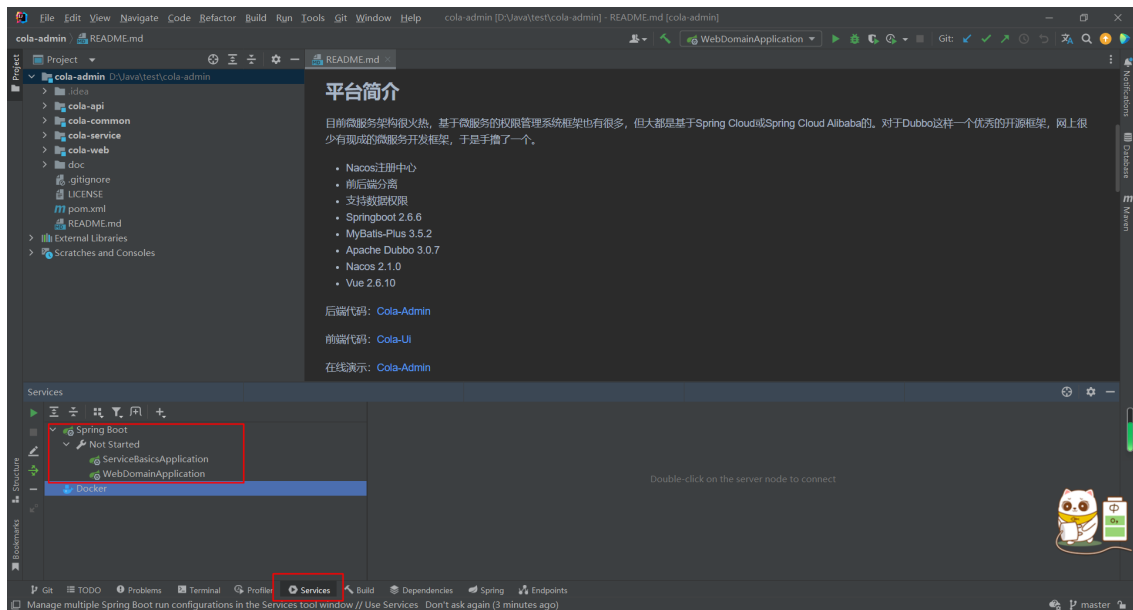 File Edit View Navigate Code Refactor Build Run Tools Git Window Help cola-admin [D:\Java\test\cola-admin] - README.md [cola-admin]
cola-admin README.md WebDomainApplication Git:
Project
Project
README.md
cola-admin D:\Java\test\cola-admin
.idea
cola-api
cola-common
cola-service
cola-web
doc
.gitignore
LICENSE
pom.xml
README.md
External Libraries
Scratches and Consoles
平台简介
目前微服务架构很火热，基于微服务的权限管理系统框架也有很多，但大都是基于Spring Cloud或Spring Cloud Alibaba的。对于Dubbo这样一个优秀的开源框架，网上很
少有现成的微服务开发框架，于是手撸了一个。
• Nacos注册中心
• 前后端分离
• 支持数据权限
• Springboot 2.6.6
• MyBatis-Plus 3.5.2
• Apache Dubbo 3.0.7
• Nacos 2.1.0
• Vue 2.6.10
后端代码：Cola-Admin
前端代码：Cola-Ui
在线演示：Cola-Admin
Notifications
Database
Maven
Services
Spring Boot
Not Started
ServiceBasicsApplication
WebDomainApplication
Docker
Double-click on the server node to connect
Structure
Bookmarks
中
Git TODO Problems Terminal Profiler Services Build Dependencies Spring Endpoints
Manage multiple Spring Boot run configurations in the Services tool window // Use Services Don't ask again (3 minutes ago) master